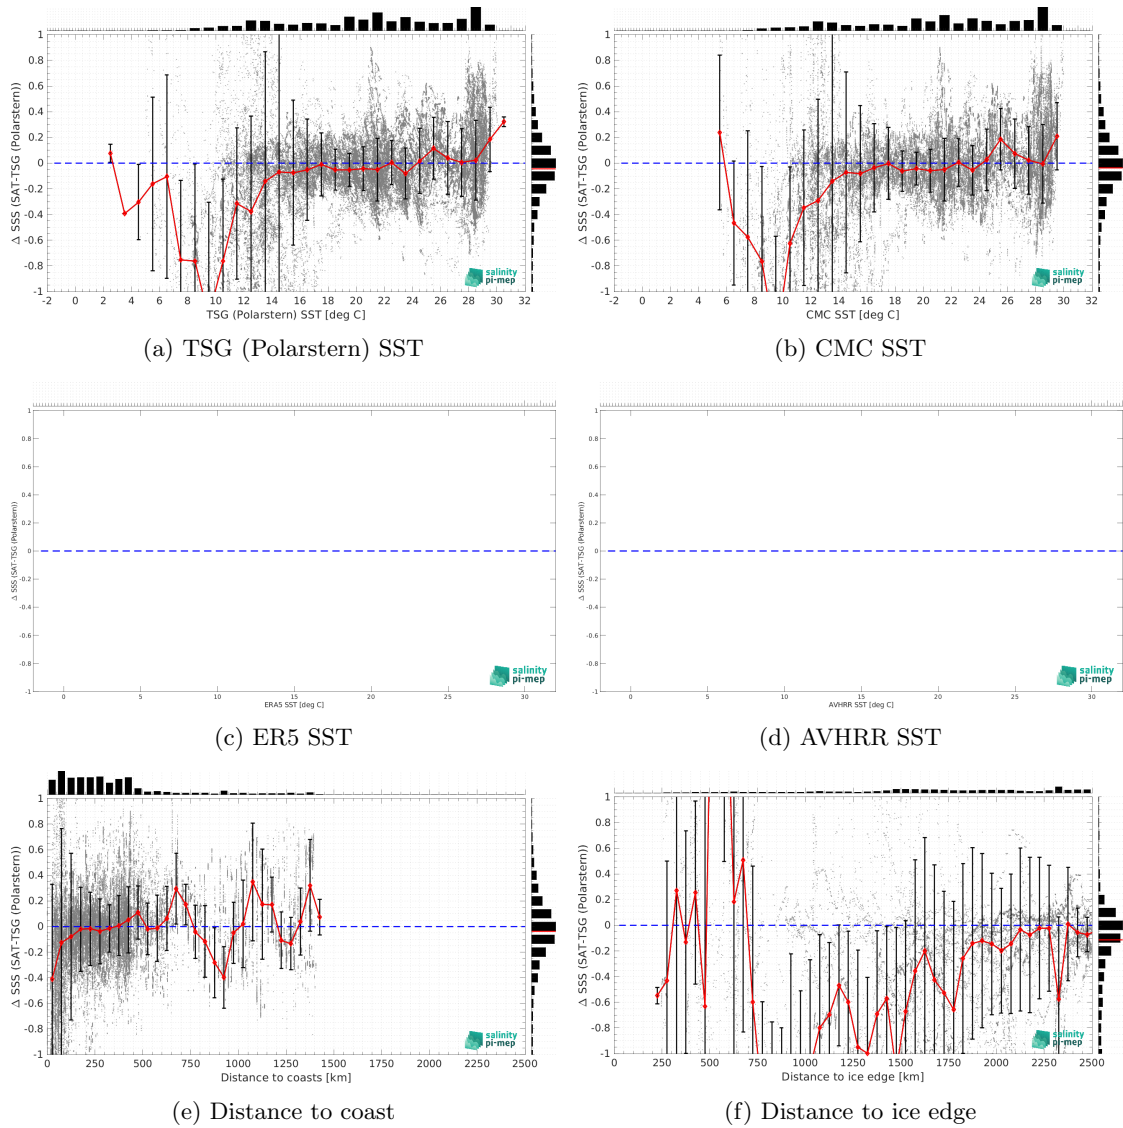 1
0.8
0.6
0.4
0.2
0
-0.2
-0.4
-0.6
-0.8
-1
Δ SSS (SAT-TSG (Polarstern))
salinity
pi-mep
-2 0 2 4 6 8 10 12 14 16 18 20 22 24 26 28 30 32
TSG (Polarstern) SST [deg C]
(a) TSG (Polarstern) SST
1
0.8
0.6
0.4
0.2
0
-0.2
-0.4
-0.6
-0.8
-1
Δ SSS (SAT-TSG (Polarstern))
salinity
pi-mep
-2 0 2 4 6 8 10 12 14 16 18 20 22 24 26 28 30 32
CMC SST [deg C]
(b) CMC SST
1
0.8
0.6
0.4
0.2
0
-0.2
-0.4
-0.6
-0.8
-1
Δ SSS (SAT-TSG (Polarstern))
salinity
pi-mep
0 5 10 15 20 25 30
ERA5 SST [deg C]
(c) ER5 SST
1
0.8
0.6
0.4
0.2
0
-0.2
-0.4
-0.6
-0.8
-1
Δ SSS (SAT-TSG (Polarstern))
salinity
pi-mep
0 5 10 15 20 25 30
AVHRR SST [deg C]
(d) AVHRR SST
1
0.8
0.6
0.4
0.2
0
-0.2
-0.4
-0.6
-0.8
-1
Δ SSS (SAT-TSG (Polarstern))
salinity
pi-mep
0 250 500 750 1000 1250 1500 1750 2000 2250 2500
Distance to coasts [km]
(e) Distance to coast
1
0.8
0.6
0.4
0.2
0
-0.2
-0.4
-0.6
-0.8
-1
Δ SSS (SAT-TSG (Polarstern))
salinity
pi-mep
0 250 500 750 1000 1250 1500 1750 2000 2250 2500
Distance to ice edge [km]
(f) Distance to ice edge